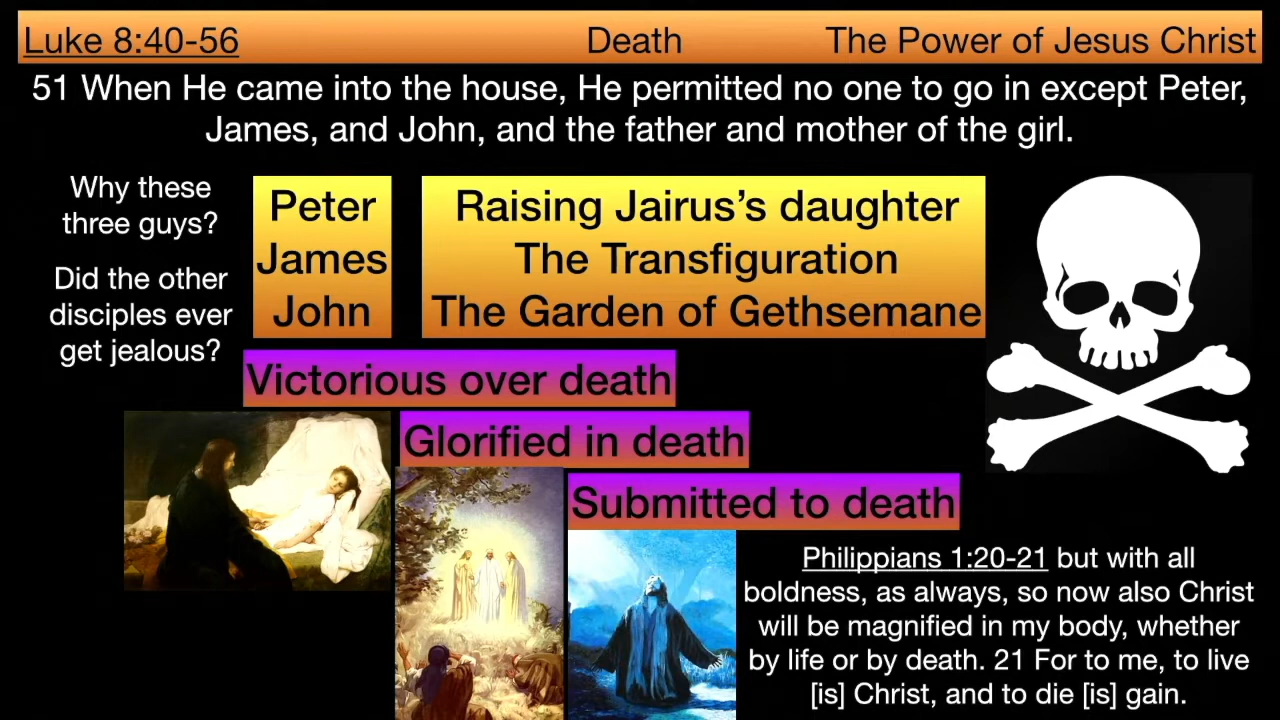 Luke 8:40-56 Death The Power of Jesus Christ
51 When He came into the house, He permitted no one to go in except Peter,
James, and John, and the father and mother of the girl.
Why these
three guys?
Did the other
disciples ever
get jealous?
Peter
James
John
Raising Jairus’s daughter
The Transfiguration
The Garden of Gethsemane
Victorious over death
Glorified in death
Submitted to death
Philippians 1:20-21 but with all
boldness, as always, so now also Christ
will be magnified in my body, whether
by life or by death. 21 For to me, to live
[is] Christ, and to die [is] gain.